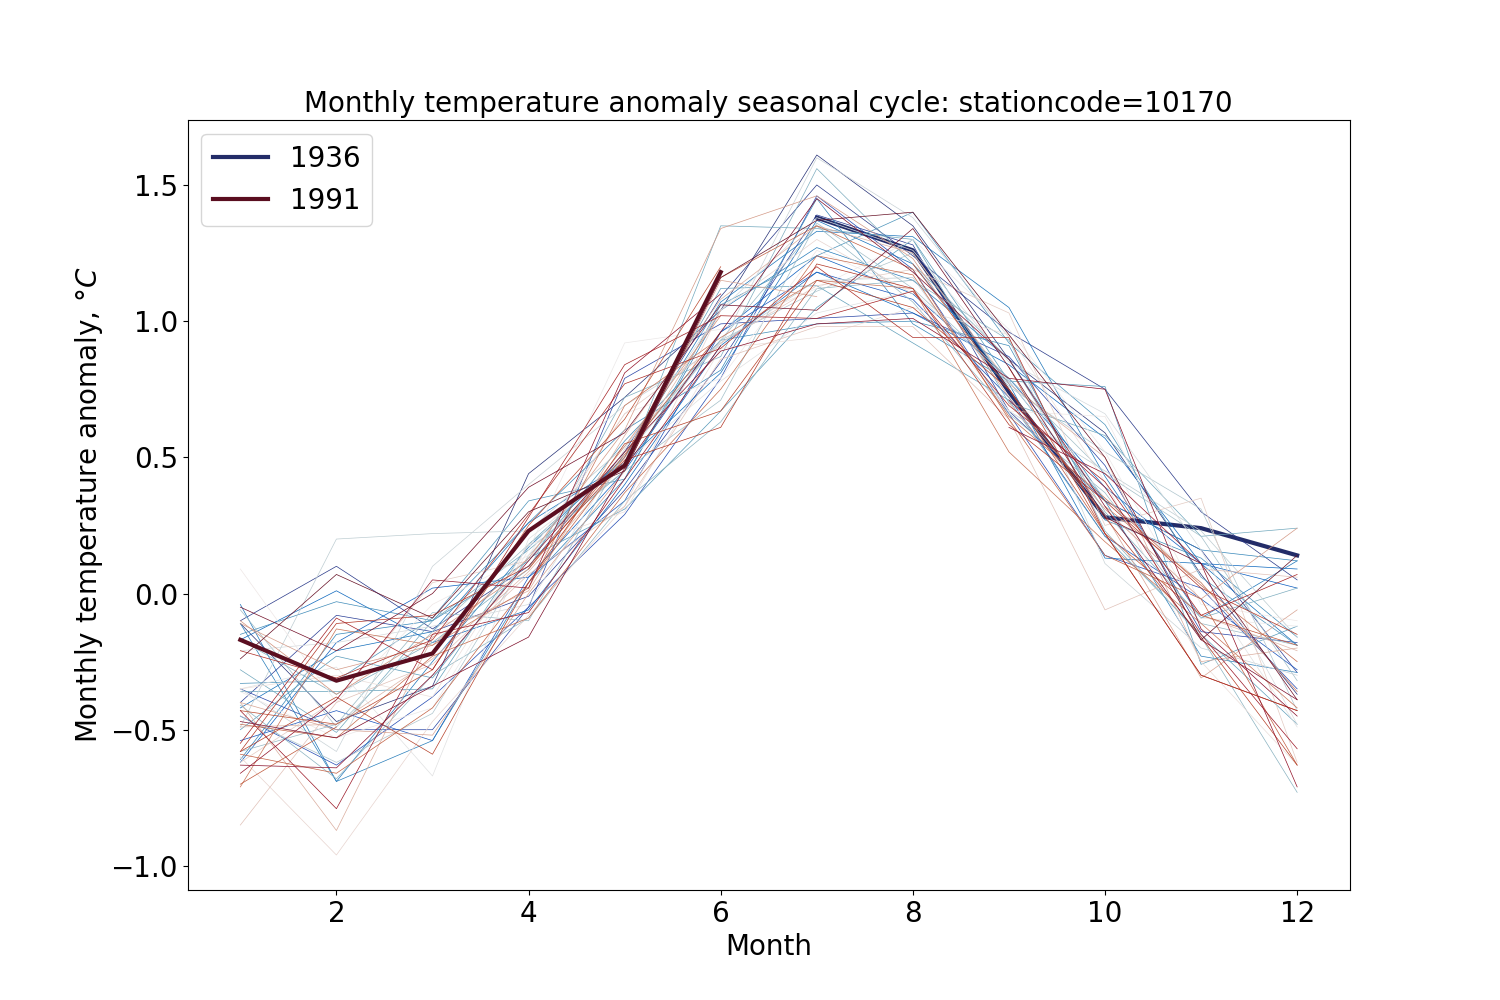 Monthly temperature anomaly seasonal cycle: stationcode=10170
1936
1991
Monthly temperature anomaly, °C
1.5
1.0
0.5
0.0
−0.5
−1.0
2 4 6 8 10 12
Month